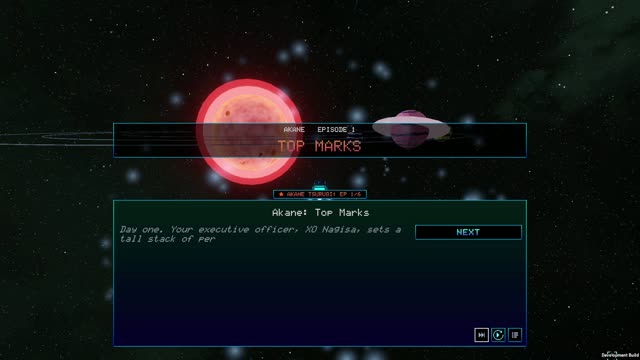 AKANE EPISODE 1
TOP MARKS
AKANE TSURUGI: EP 1/6
Akane: Top Marks
Day one. Your executive officer, XO Nagisa, sets a
tall stack of per
NEXT
Development Build